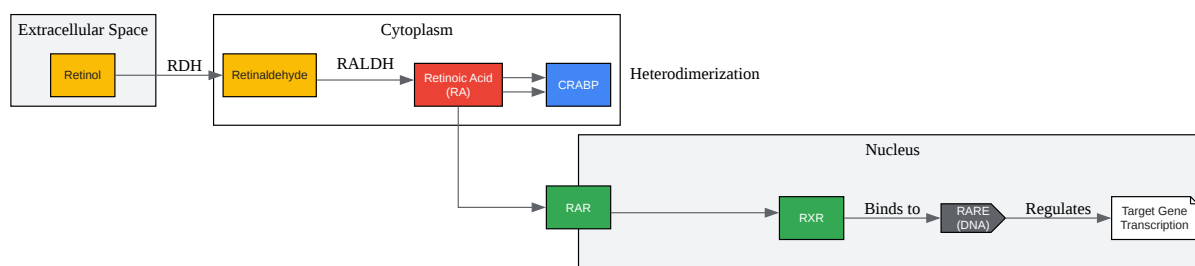 Extracellular Space
Cytoplasm
Retinol
RDH
Retinaldehyde
RALDH
Retinoic Acid
(RA)
CRABP
Heterodimerization
Nucleus
RAR
RXR
Binds to
RARE
(DNA)
Regulates
Target Gene
Transcription